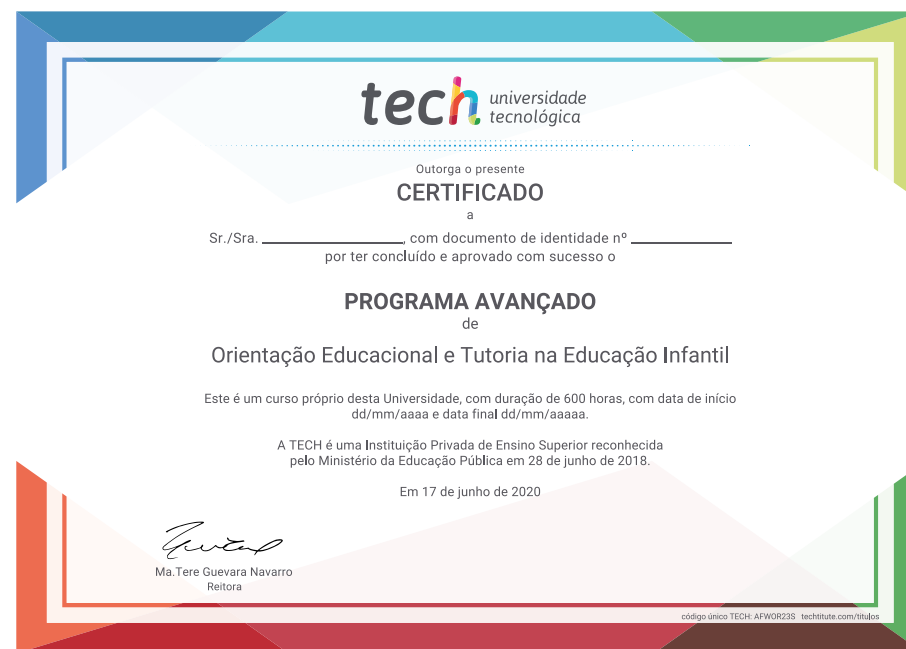 tech universidade
tecnológica
Outorga o presente
CERTIFICADO
a
Sr./Sra. ________________, com documento de identidade nº ____________
por ter concluído e aprovado com sucesso o
PROGRAMA AVANÇADO
de
Orientação Educacional e Tutoria na Educação Infantil
Este é um curso próprio desta Universidade, com duração de 600 horas, com data de início
dd/mm/aaaa e data final dd/mm/aaaaa.
A TECH é uma Instituição Privada de Ensino Superior reconhecida
pelo Ministério da Educação Pública em 28 de junho de 2018.
Em 17 de junho de 2020
Ma.Tere Guevara Navarro
Reitora
código único TECH: AFWOR23S techtitute.com/titulos